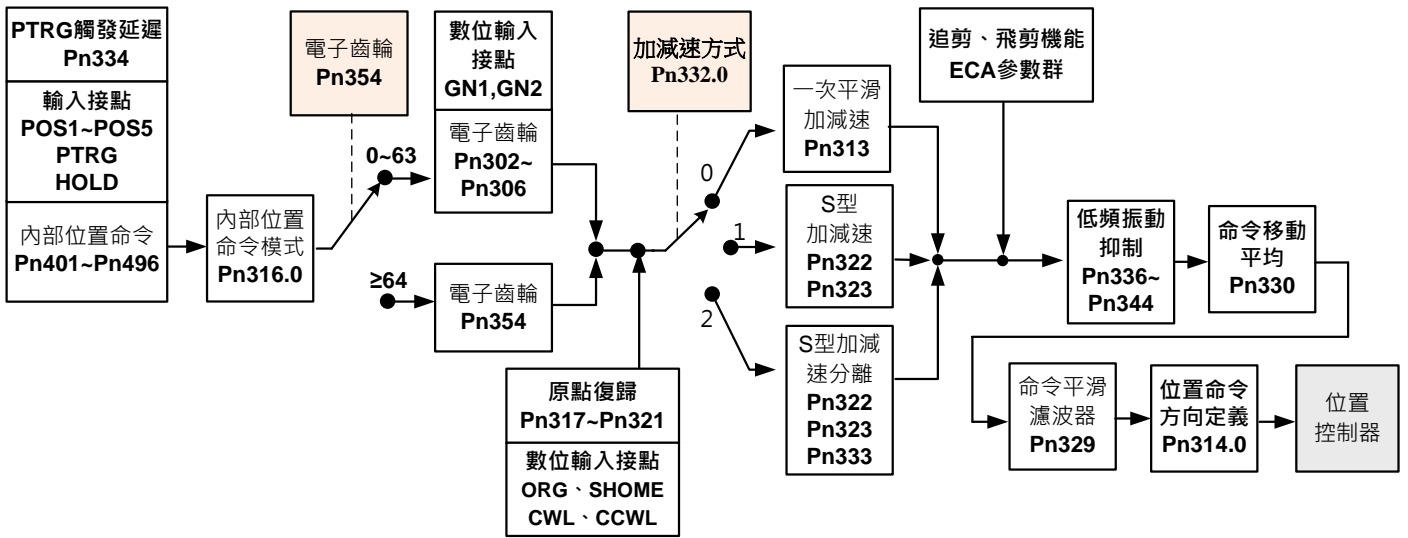 PTRG觸發延遲
Pn334
輸入接點
POS1~POS5
PTRG
HOLD
內部位置命令
Pn401~Pn496
內部位置
命令模式
Pn316.0
電子齒輪
Pn354
0~63
≥64
數位輸入
接點
GN1,GN2
電子齒輪
Pn302~
Pn306
電子齒輪
Pn354
原點復歸
Pn317~Pn321
數位輸入接點
ORG、SHOME
CWL、CCWL
加減速方式
Pn332.0
0
1
2
一次平滑
加減速
Pn313
S型
加減速
Pn322
Pn323
S型加減
速分離
Pn322
Pn323
Pn333
追剪、飛剪機能
ECA參數群
低頻振動
抑制
Pn336~
Pn344
命令移動
平均
Pn330
命令平滑
濾波器
Pn329
位置命令
方向定義
Pn314.0
位置
控制器